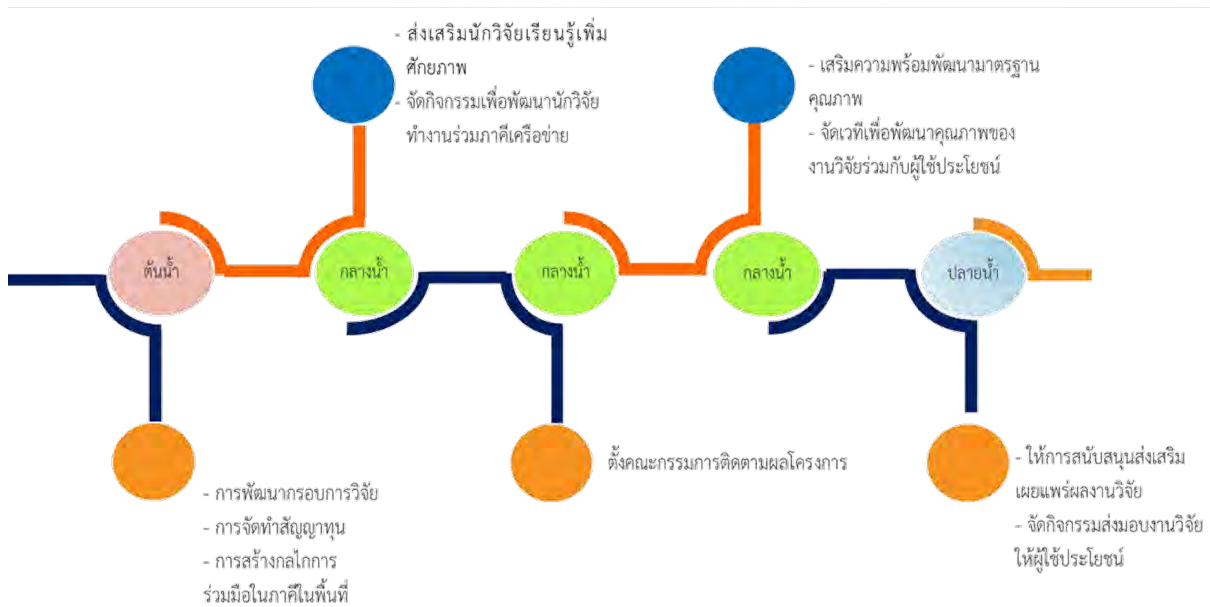 - ส่งเสริมนักวิจัยเรียนรู้เพิ่ม
ศักยภาพ
- จัดกิจกรรมเพื่อพัฒนานักวิจัย
ทำงานร่วมภาคีเครือข่าย
- เสริมความพร้อมพัฒนามาตรฐาน
คุณภาพ
- จัดเวทีเพื่อพัฒนาคุณภาพของ
งานวิจัยร่วมกับผู้ใช้ประโยชน์
ต้นน้ำ
กลางน้ำ
กลางน้ำ
กลางน้ำ
ปลายน้ำ
- การพัฒนากรอบการวิจัย
- การจัดทำสัญญาทุน
- การสร้างกลไกการ
ร่วมมือในภาคีในพื้นที่
ตั้งคณะกรรมการติดตามผลโครงการ
- ให้การสนับสนุนส่งเสริม
เผยแพร่ผลงานวิจัย
- จัดกิจกรรมส่งมอบงานวิจัย
ให้ผู้ใช้ประโยชน์